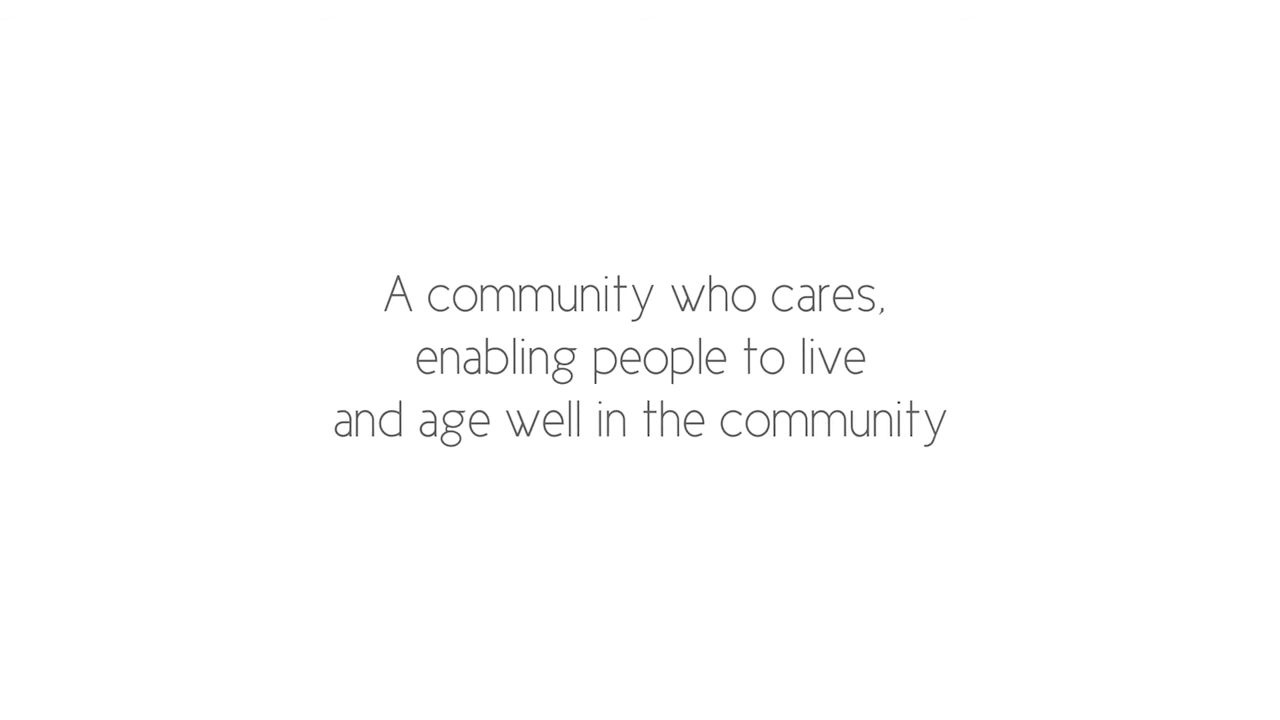 A community who cares,
enabling people to live
and age well in the community